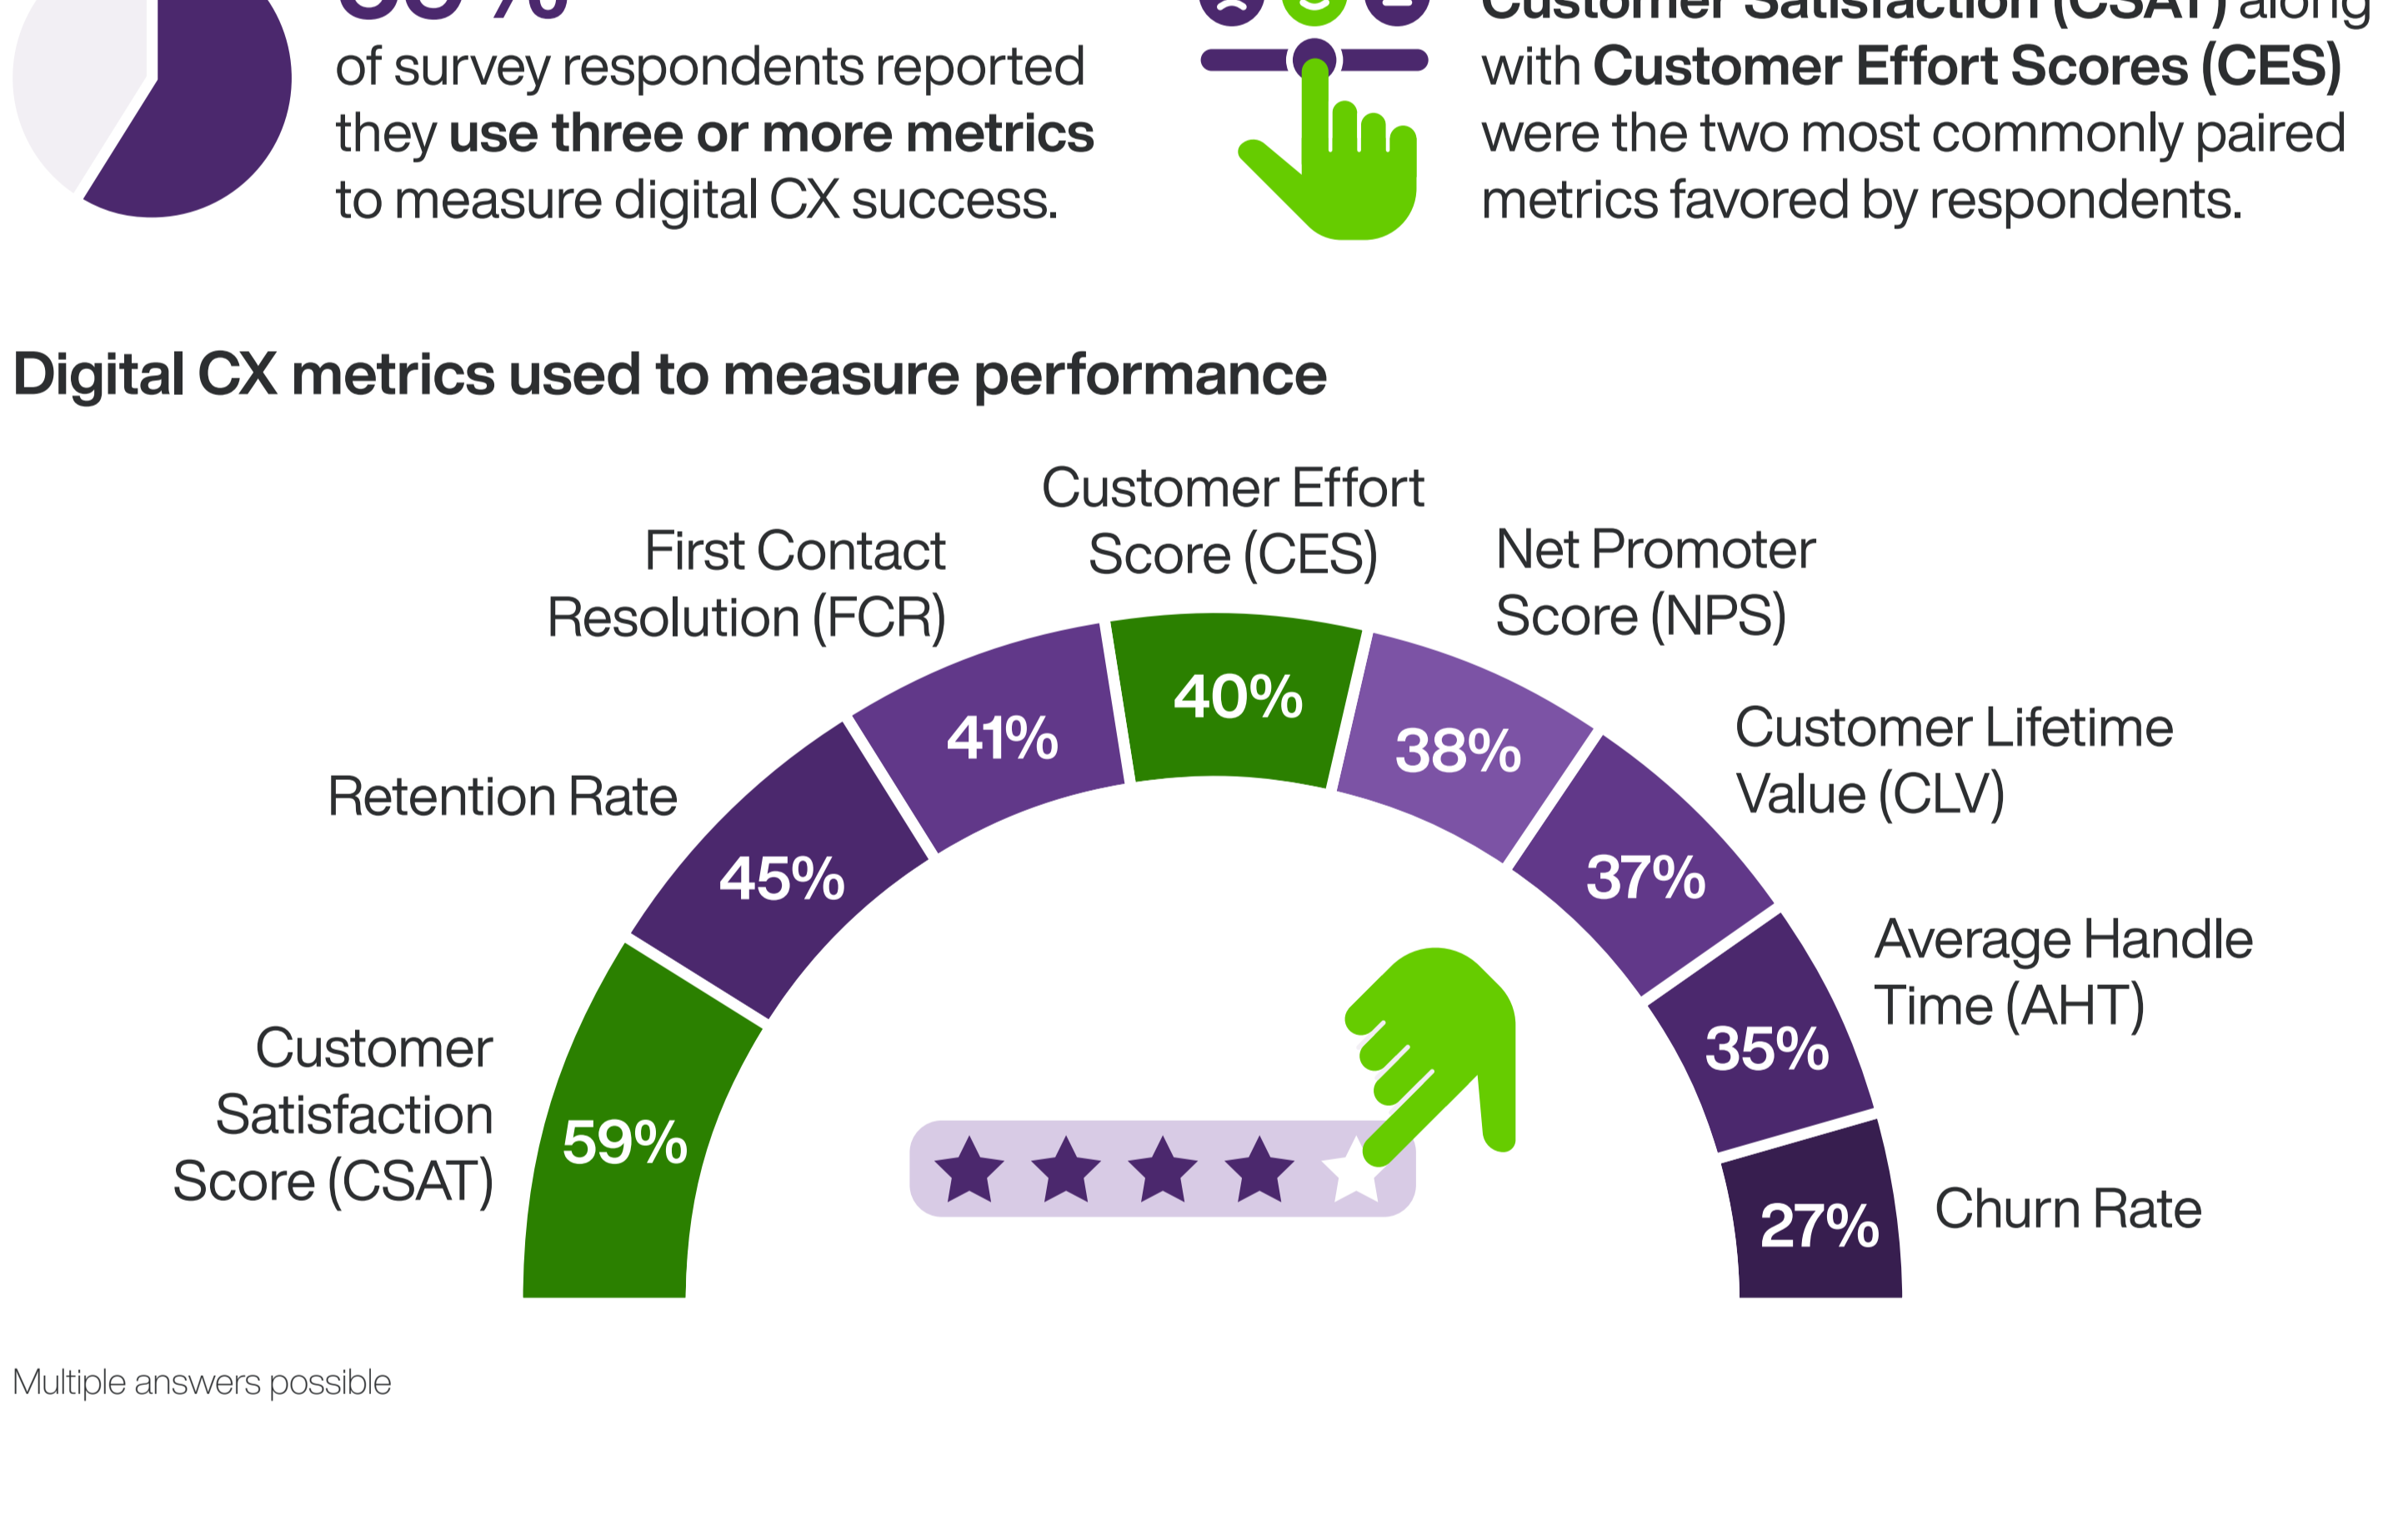 of survey respondents reported
they use three or more metrics
to measure digital CX success.
Customer Satisfaction (CSAT) along
with Customer Effort Scores (CES)
were the two most commonly paired
metrics favored by respondents.
Digital CX metrics used to measure performance
Customer
Satisfaction
Score (CSAT)
59%
Retention Rate
45%
First Contact
Resolution (FCR)
41%
Customer Effort
Score (CES)
40%
Net Promoter
Score (NPS)
38%
Customer Lifetime
Value (CLV)
37%
Average Handle
Time (AHT)
35%
Churn Rate
27%
Multiple answers possible